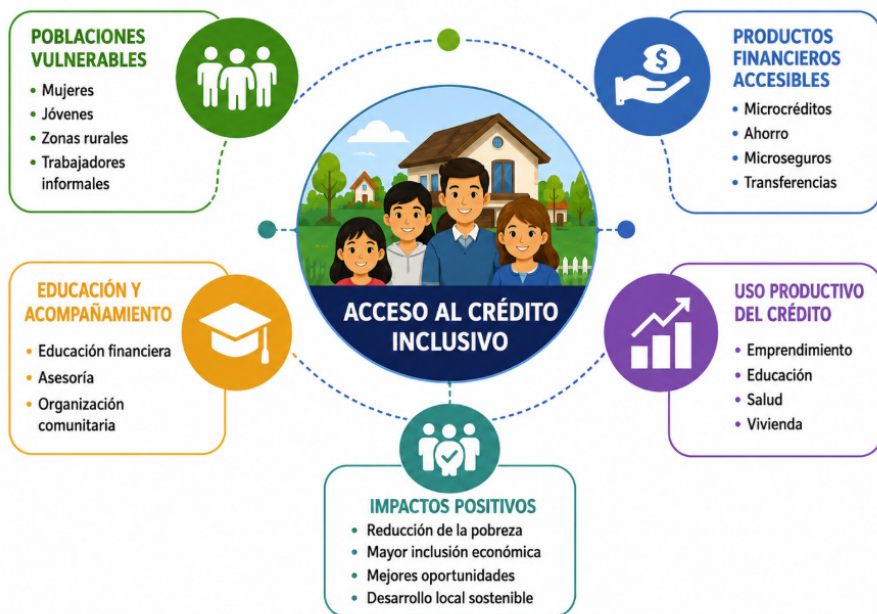 POBLACIONES
VULNERABLES
• Mujeres
• Jóvenes
• Zonas rurales
• Trabajadores
informales
$
PRODUCTOS
FINANCIEROS
ACCESIBLES
• Microcréditos
• Ahorro
• Microseguros
• Transferencias
ACCESO AL CRÉDITO
INCLUSIVO
EDUCACIÓN Y
ACOMPAÑAMIENTO
• Educación financiera
• Asesoría
• Organización
comunitaria
USO PRODUCTIVO
DEL CRÉDITO
• Emprendimiento
• Educación
• Salud
• Vivienda
IMPACTOS POSITIVOS
• Reducción de la pobreza
• Mayor inclusión económica
• Mejores oportunidades
• Desarrollo local sostenible